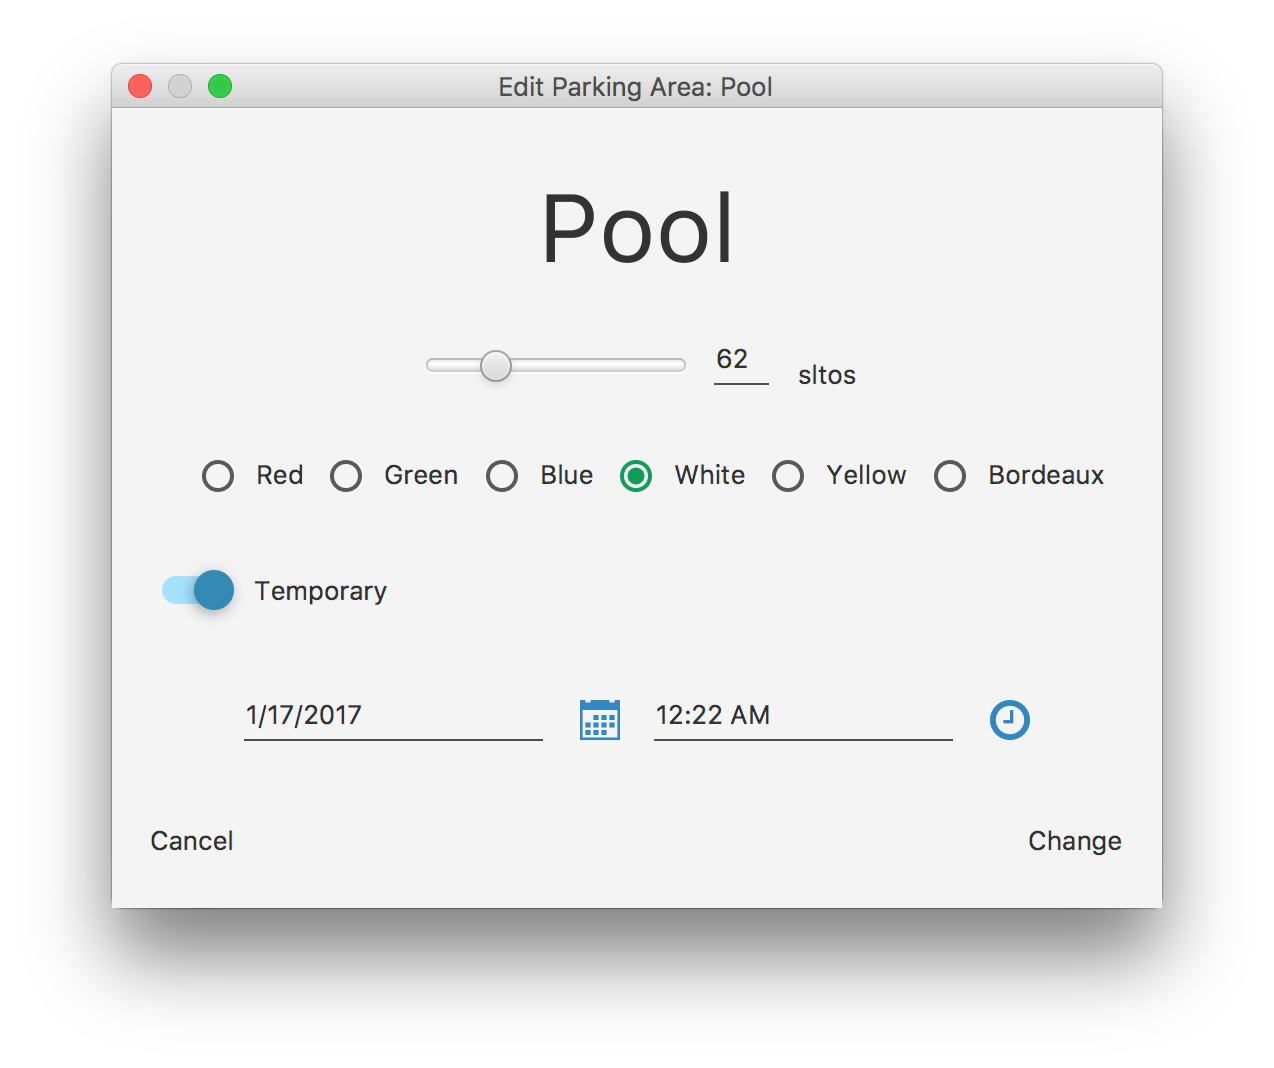 Edit Parking Area: Pool
Pool
62 sltos
Red Green Blue White Yellow Bordeaux
Temporary
1/17/2017 12:22 AM
Cancel Change